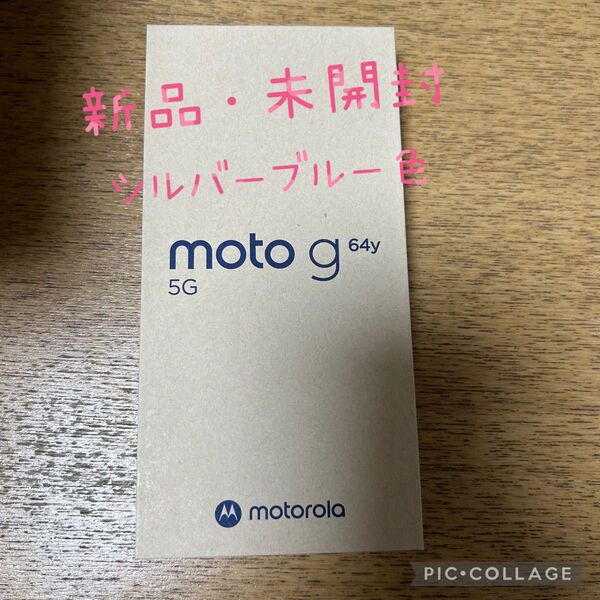 新品・未開封
シルバーブルー色
moto g 64y
5G
motorola
PIC•COLLAGE